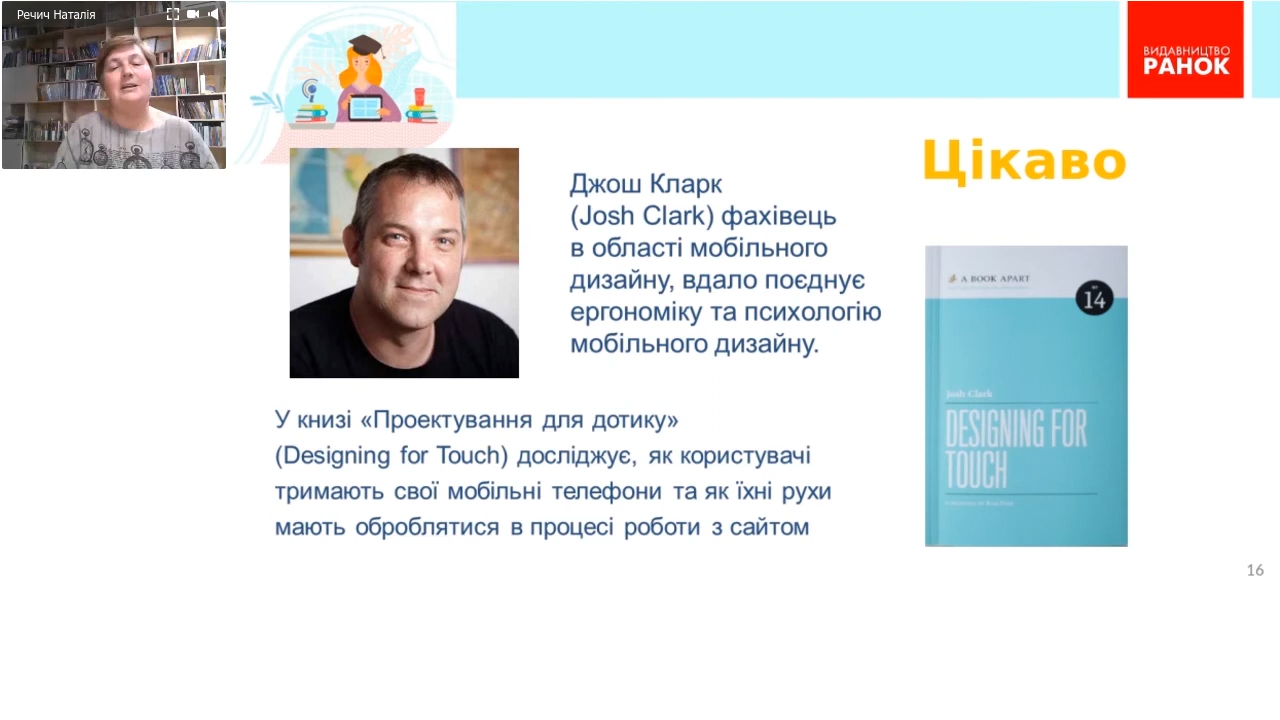 Речич Наталія
ВИДАВНИЦТВО
РАНОК
Цікаво
Джош Кларк
(Josh Clark) фахівець
в області мобільного
дизайну, вдало поєднує
ергономіку та психологію
мобільного дизайну.
A BOOK APART
14
Josh Clark
DESIGNING FOR
TOUCH
У книзі «Проектування для дотику»
(Designing for Touch) досліджує, як користувачі
тримають свої мобільні телефони та як їхні рухи
мають оброблятися в процесі роботи з сайтом
16